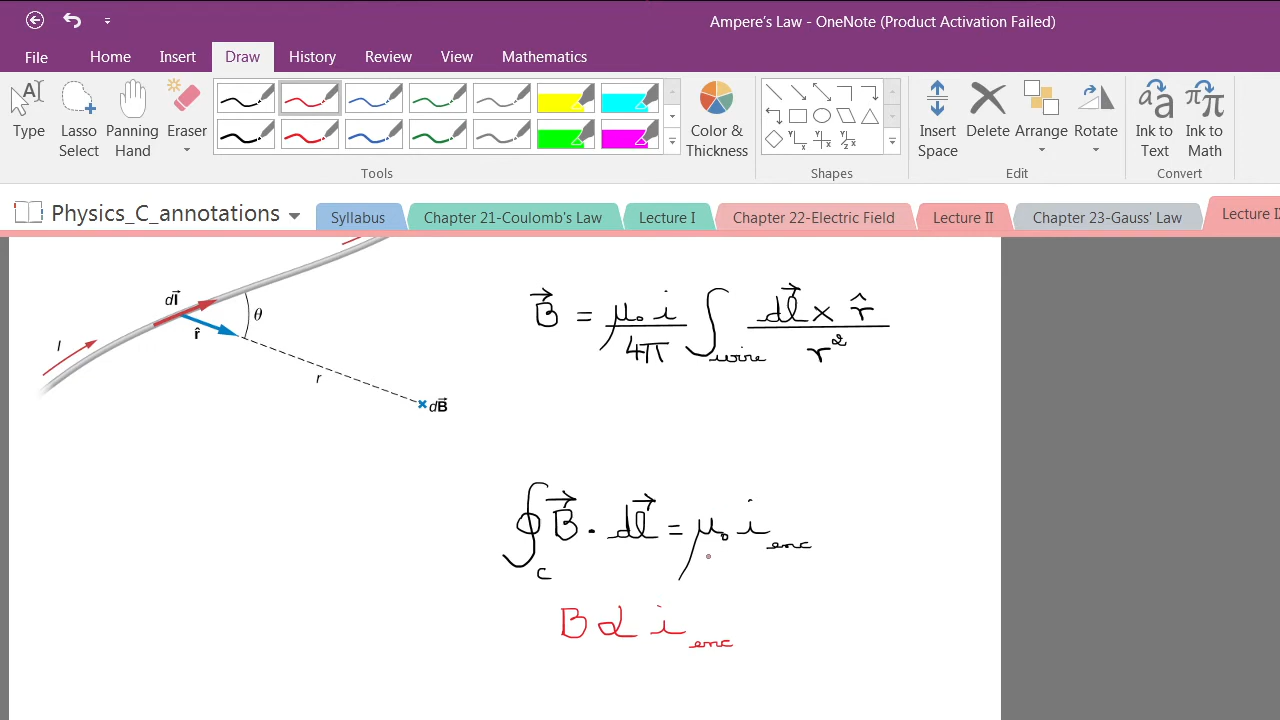 Ampere's Law - OneNote (Product Activation Failed)
File Home Insert Draw History Review View Mathematics
Type Lasso Select Panning Hand Eraser Color & Thickness Insert Space Delete Arrange Rotate Ink to Text Ink to Math
Tools Shapes Edit Convert
Physics_C_annotations Syllabus Chapter 21-Coulomb's Law Lecture I Chapter 22-Electric Field Lecture II Chapter 23-Gauss' Law
dl⃗
θ
r̂
I
r
dB⃗
B⃗ = μ₀ i / 4π ∫wire dl⃗ × r̂ / r²
∮C B⃗ · dl⃗ = μ₀ i enc
B ∝ i enc